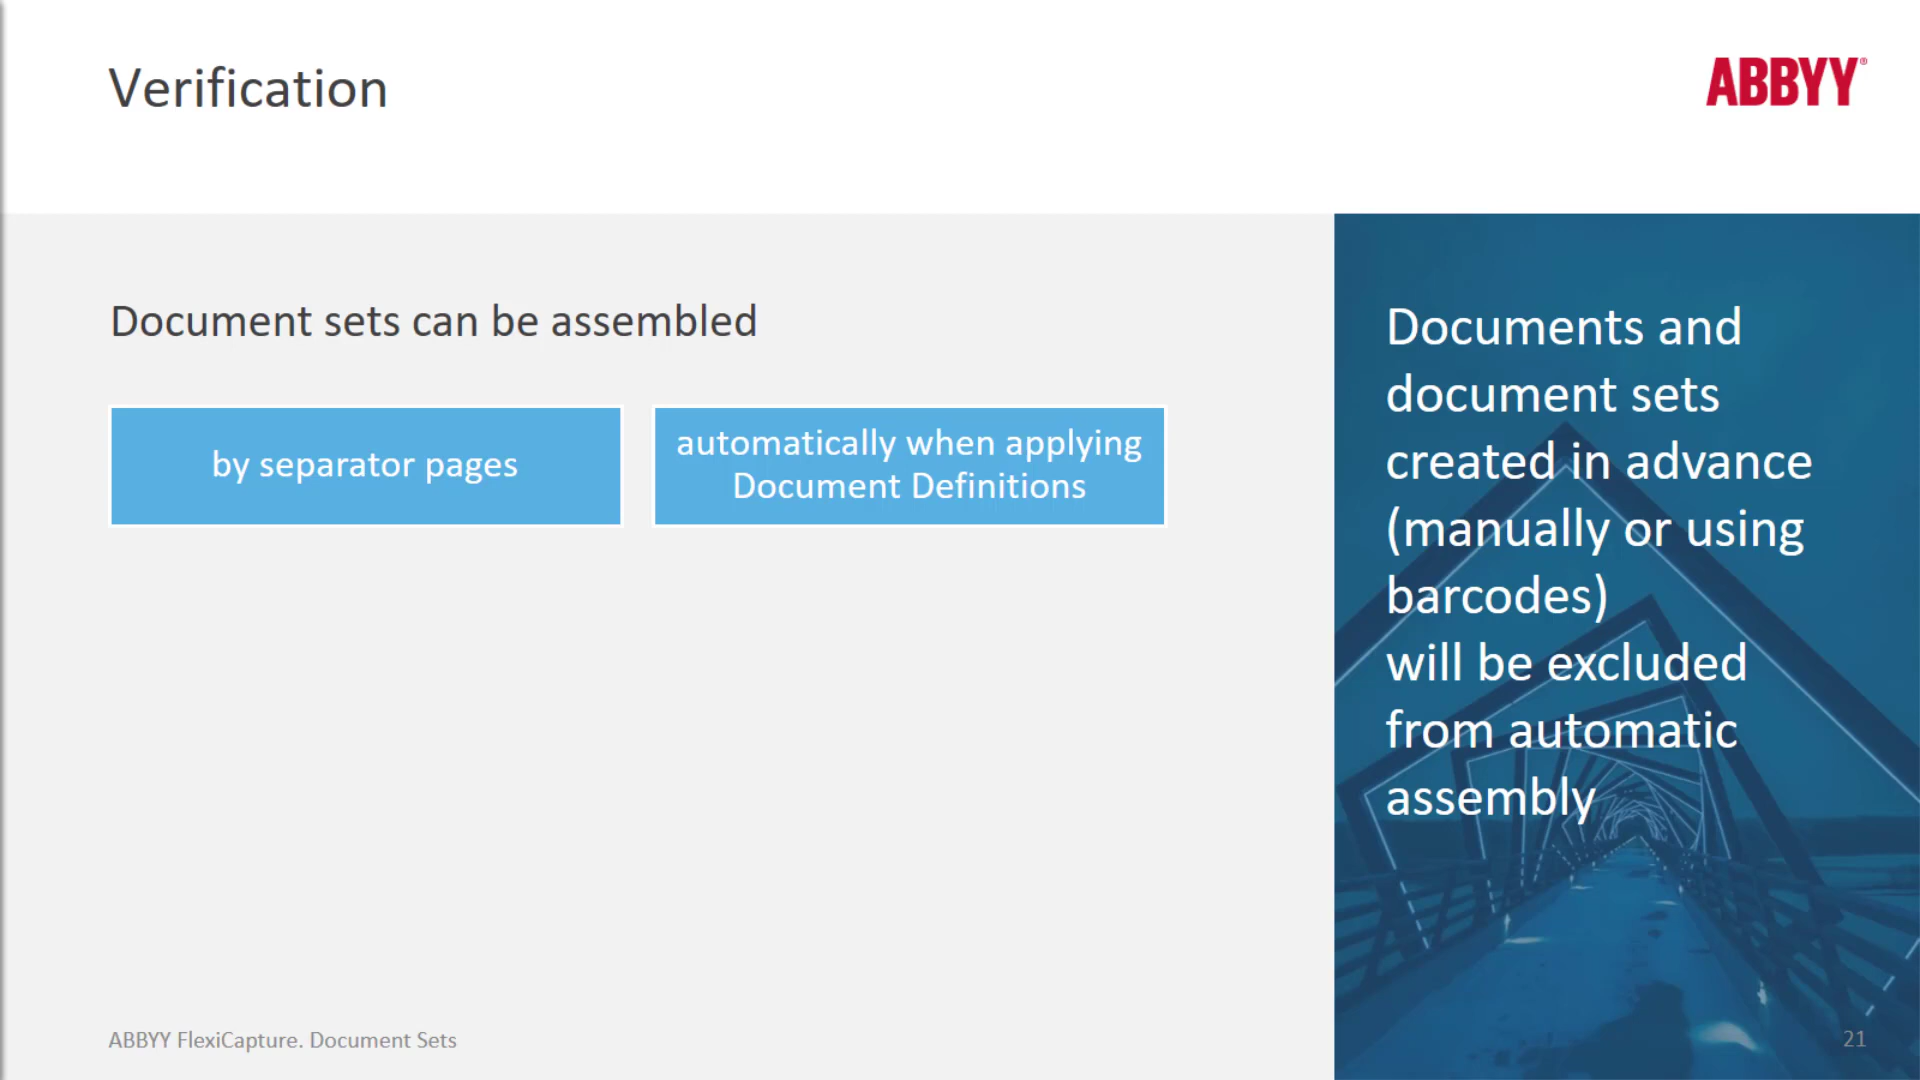 Verification
ABBYY®
Document sets can be assembled
by separator pages
automatically when applying
Document Definitions
Documents and
document sets
created in advance
(manually or using
barcodes)
will be excluded
from automatic
assembly
ABBYY FlexiCapture. Document Sets
21